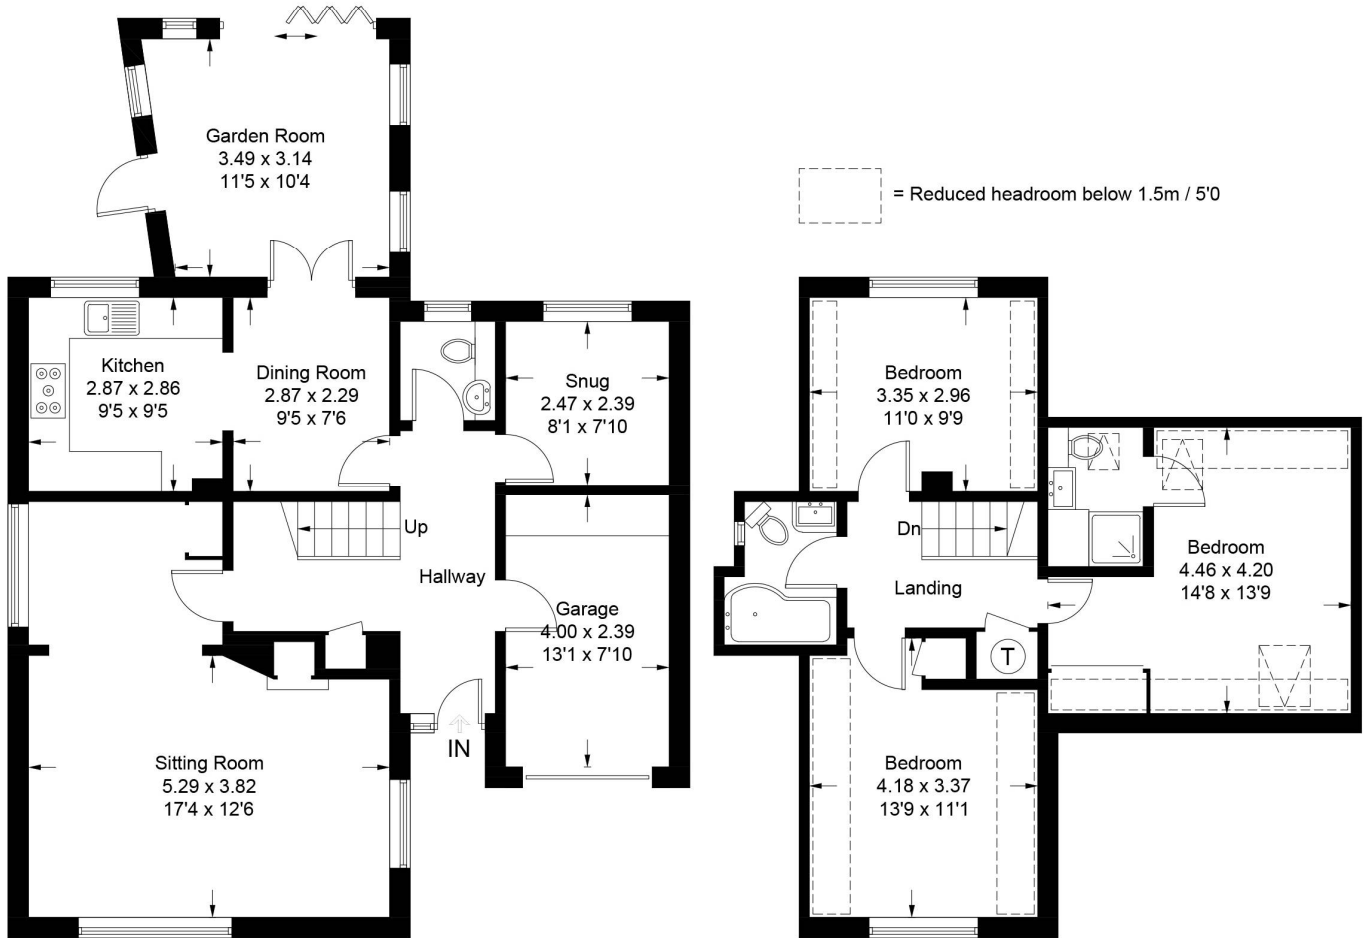 Garden Room
3.49 x 3.14
11'5 x 10'4
= Reduced headroom below 1.5m / 5'0
Kitchen
2.87 x 2.86
9'5 x 9'5
Dining Room
2.87 x 2.29
9'5 x 7'6
Snug
2.47 x 2.39
8'1 x 7'10
Up
Hallway
Garage
4.00 x 2.39
13'1 x 7'10
IN
Sitting Room
5.29 x 3.82
17'4 x 12'6
Bedroom
3.35 x 2.96
11'0 x 9'9
Dn
Landing
Bedroom
4.46 x 4.20
14'8 x 13'9
T
Bedroom
4.18 x 3.37
13'9 x 11'1